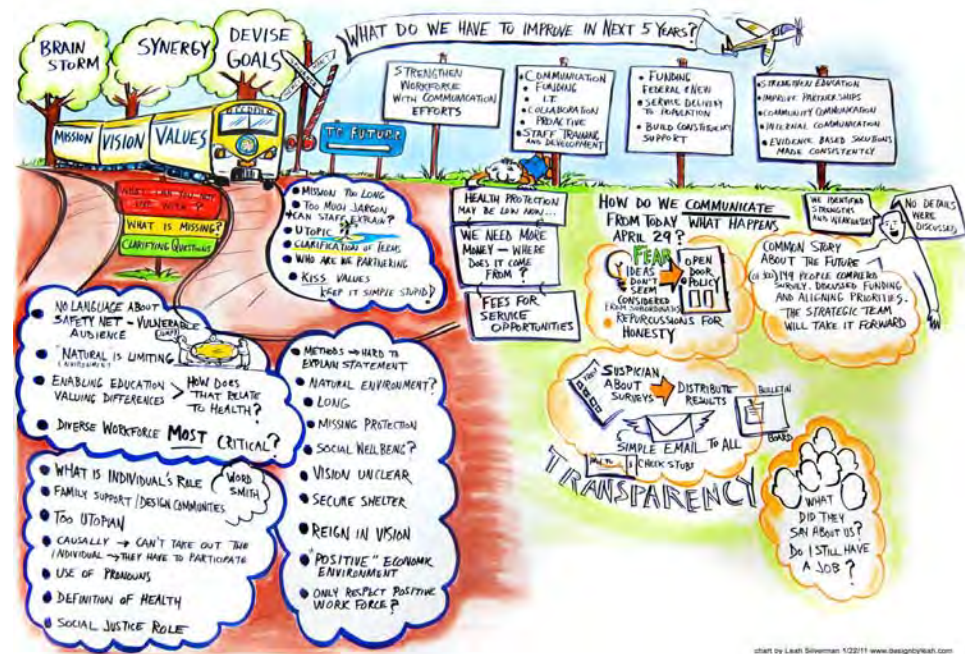 BRAIN
STORM
SYNERGY
DEVISE
GOALS
WHAT DO WE HAVE TO IMPROVE IN NEXT 5 YEARS?
MISSION
VISION
VALUES
TO FUTURE
STRENGTHEN
WORKFORCE
WITH COMMUNICATION
EFFORTS
• COMMUNICATION
• FUNDING
I.T.
• COLLABORATION
PROACTIVE
• STAFF TRAINING
AND DEVELOPMENT
• FUNDING
FEDERAL & NEW
• SERVICE DELIVERY
TO POPULATION
• BUILD CONSTITUENCY
SUPPORT
• STRENGTHEN EDUCATION
• IMPROVE PARTNERSHIPS
• COMMUNITY COMMUNICATION
• INTERNAL COMMUNICATION
• EVIDENCE BASED SOLUTIONS
MADE CONSISTENTLY
WHAT CAN YOU NOT
LIVE WITH?
WHAT IS MISSING?
CLARIFYING QUESTIONS
• MISSION TOO LONG
• TOO MUCH JARGON
CAN STAFF EXPLAIN?
• UTOPIC
• CLARIFICATION OF TERMS
• WHO ARE WE PARTNERING
• KISS VALUES
(KEEP IT SIMPLE STUPID)
HEALTH PROTECTION
MAY BE LOW NOW...
WE NEED MORE
MONEY – WHERE
DOES IT COME
FROM?
FEES FOR
SERVICE
OPPORTUNITIES
HOW DO WE COMMUNICATE
FROM TODAY WHAT HAPPENS
APRIL 29?
FEAR
IDEAS
DON'T
SEEM
CONSIDERED
FROM SUBORDINATES
OPEN
DOOR
POLICY
• REPURCUSSIONS FOR
HONESTY
WE IDENTIFIED
STRENGTHS
AND WEAKNESSES
NO DETAILS
WERE
DISCUSSED
COMMON STORY
ABOUT THE FUTURE
149 PEOPLE COMPLETED
SURVEY. DISCUSSED FUNDING
AND ALIGNING PRIORITIES.
THE STRATEGIC TEAM
WILL TAKE IT FORWARD
• NO LANGUAGE ABOUT
SAFETY NET – VULNERABLE
AUDIENCE
• "NATURAL IS LIMITING
ENVIRONMENT"
• ENABLING EDUCATION
VALUING DIFFERENCES > HOW DOES
THAT RELATE
TO HEALTH?
• DIVERSE WORKFORCE MOST CRITICAL?
• METHODS → HARD TO
EXPLAIN STATEMENT
• NATURAL ENVIRONMENT?
• LONG
• MISSING PROTECTION
• SOCIAL WELL BEING?
• VISION UNCLEAR
• SECURE SHELTER
• REIGN IN VISION
• "POSITIVE" ECONOMIC
ENVIRONMENT
• ONLY RESPECT POSITIVE
WORK FORCE?
• WHAT IS INDIVIDUAL'S ROLE
• FAMILY SUPPORT / DESIGN COMMUNITIES
• TOO UTOPIAN
• CAUSALLY → CAN'T TAKE OUT THE
INDIVIDUAL → THEY HAVE TO PARTICIPATE
• USE OF PRONOUNS
• DEFINITION OF HEALTH
• SOCIAL JUSTICE ROLE
WORD
SMITH
SUSPICIAN
ABOUT
SURVEYS
DISTRIBUTE
RESULTS
BULLETIN
BOARD
SIMPLE EMAIL TO ALL
CHECK STUBS
TRANSPARENCY
WHAT
DID THEY
SAY ABOUT US?
DO I STILL HAVE
A JOB?
chart by Leah Silverman 1/22/11 www.designbyleah.com